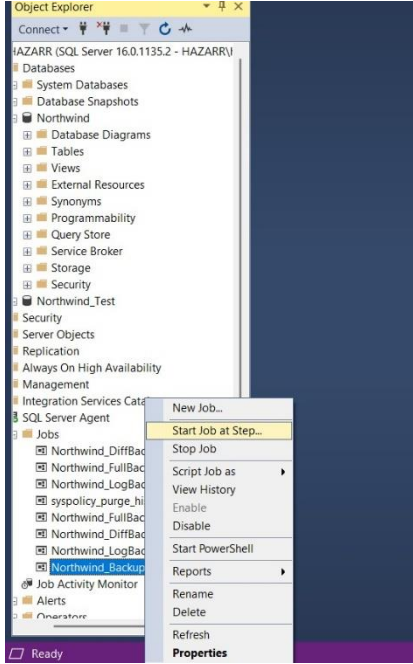 Object Explorer
Connect
HAZARR (SQL Server 16.0.1135.2 - HAZARR\
Databases
System Databases
Database Snapshots
Northwind
Database Diagrams
Tables
Views
External Resources
Synonyms
Programmability
Query Store
Service Broker
Storage
Security
Northwind_Test
Security
Server Objects
Replication
Always On High Availability
Management
Integration Services Cata
SQL Server Agent
Jobs
Northwind_DiffBac
Northwind_FullBac
Northwind_LogBac
syspolicy_purge_hi
Northwind_FullBac
Northwind_DiffBac
Northwind_LogBac
Northwind_Backup
Job Activity Monitor
Alerts
Operators
New Job...
Start Job at Step...
Stop Job
Script Job as
View History
Enable
Disable
Start PowerShell
Reports
Rename
Delete
Refresh
Properties
Ready